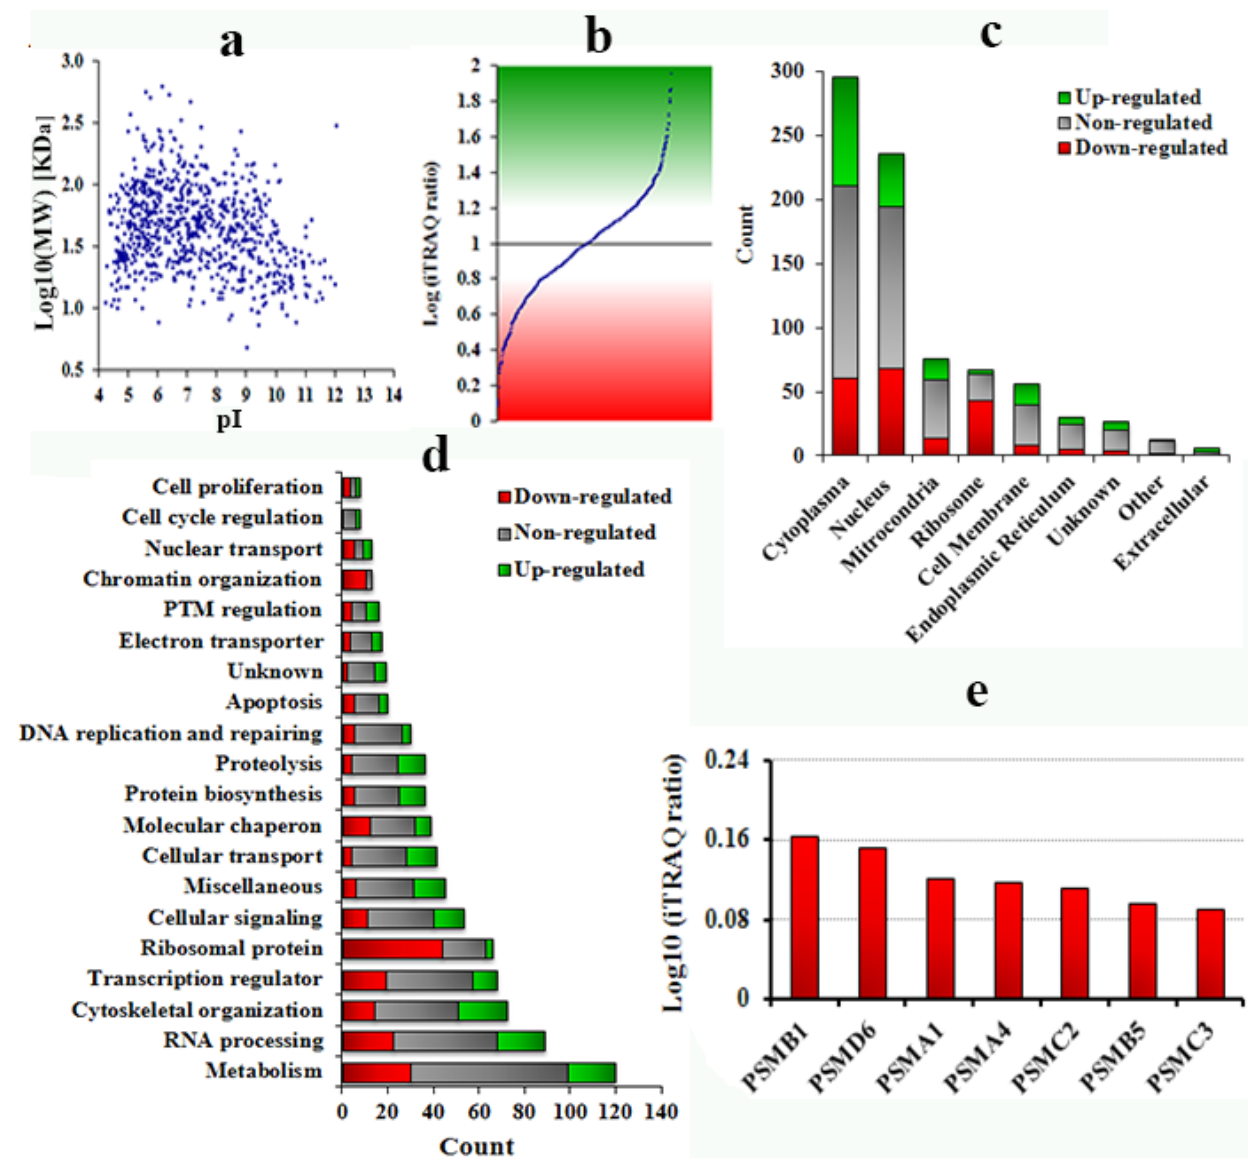 a
3.0
2.5
2.0
1.5
1.0
0.5
Log10(MW) [KDa]
4 5 6 7 8 9 10 11 12 13 14
pI
b
2
1.8
1.6
1.4
1.2
1
0.8
0.6
0.4
0.2
0
Log (iTRAQ ratio)
c
300
250
200
150
100
50
0
Count
Up-regulated
Non-regulated
Down-regulated
Cytoplasma
Nucleus
Mitrocondria
Ribosome
Cell Membrane
Endoplasmic Reticulum
Unknown
Other
Extracellular
d
Down-regulated
Non-regulated
Up-regulated
Cell proliferation
Cell cycle regulation
Nuclear transport
Chromatin organization
PTM regulation
Electron transporter
Unknown
Apoptosis
DNA replication and repairing
Proteolysis
Protein biosynthesis
Molecular chaperon
Cellular transport
Miscellaneous
Cellular signaling
Ribosomal protein
Transcription regulator
Cytoskeletal organization
RNA processing
Metabolism
0 20 40 60 80 100 120 140
Count
e
0.24
0.16
0.08
0
Log10 (iTRAQ ratio)
PSMB1
PSMD6
PSMA1
PSMA4
PSMC2
PSMB5
PSMC3